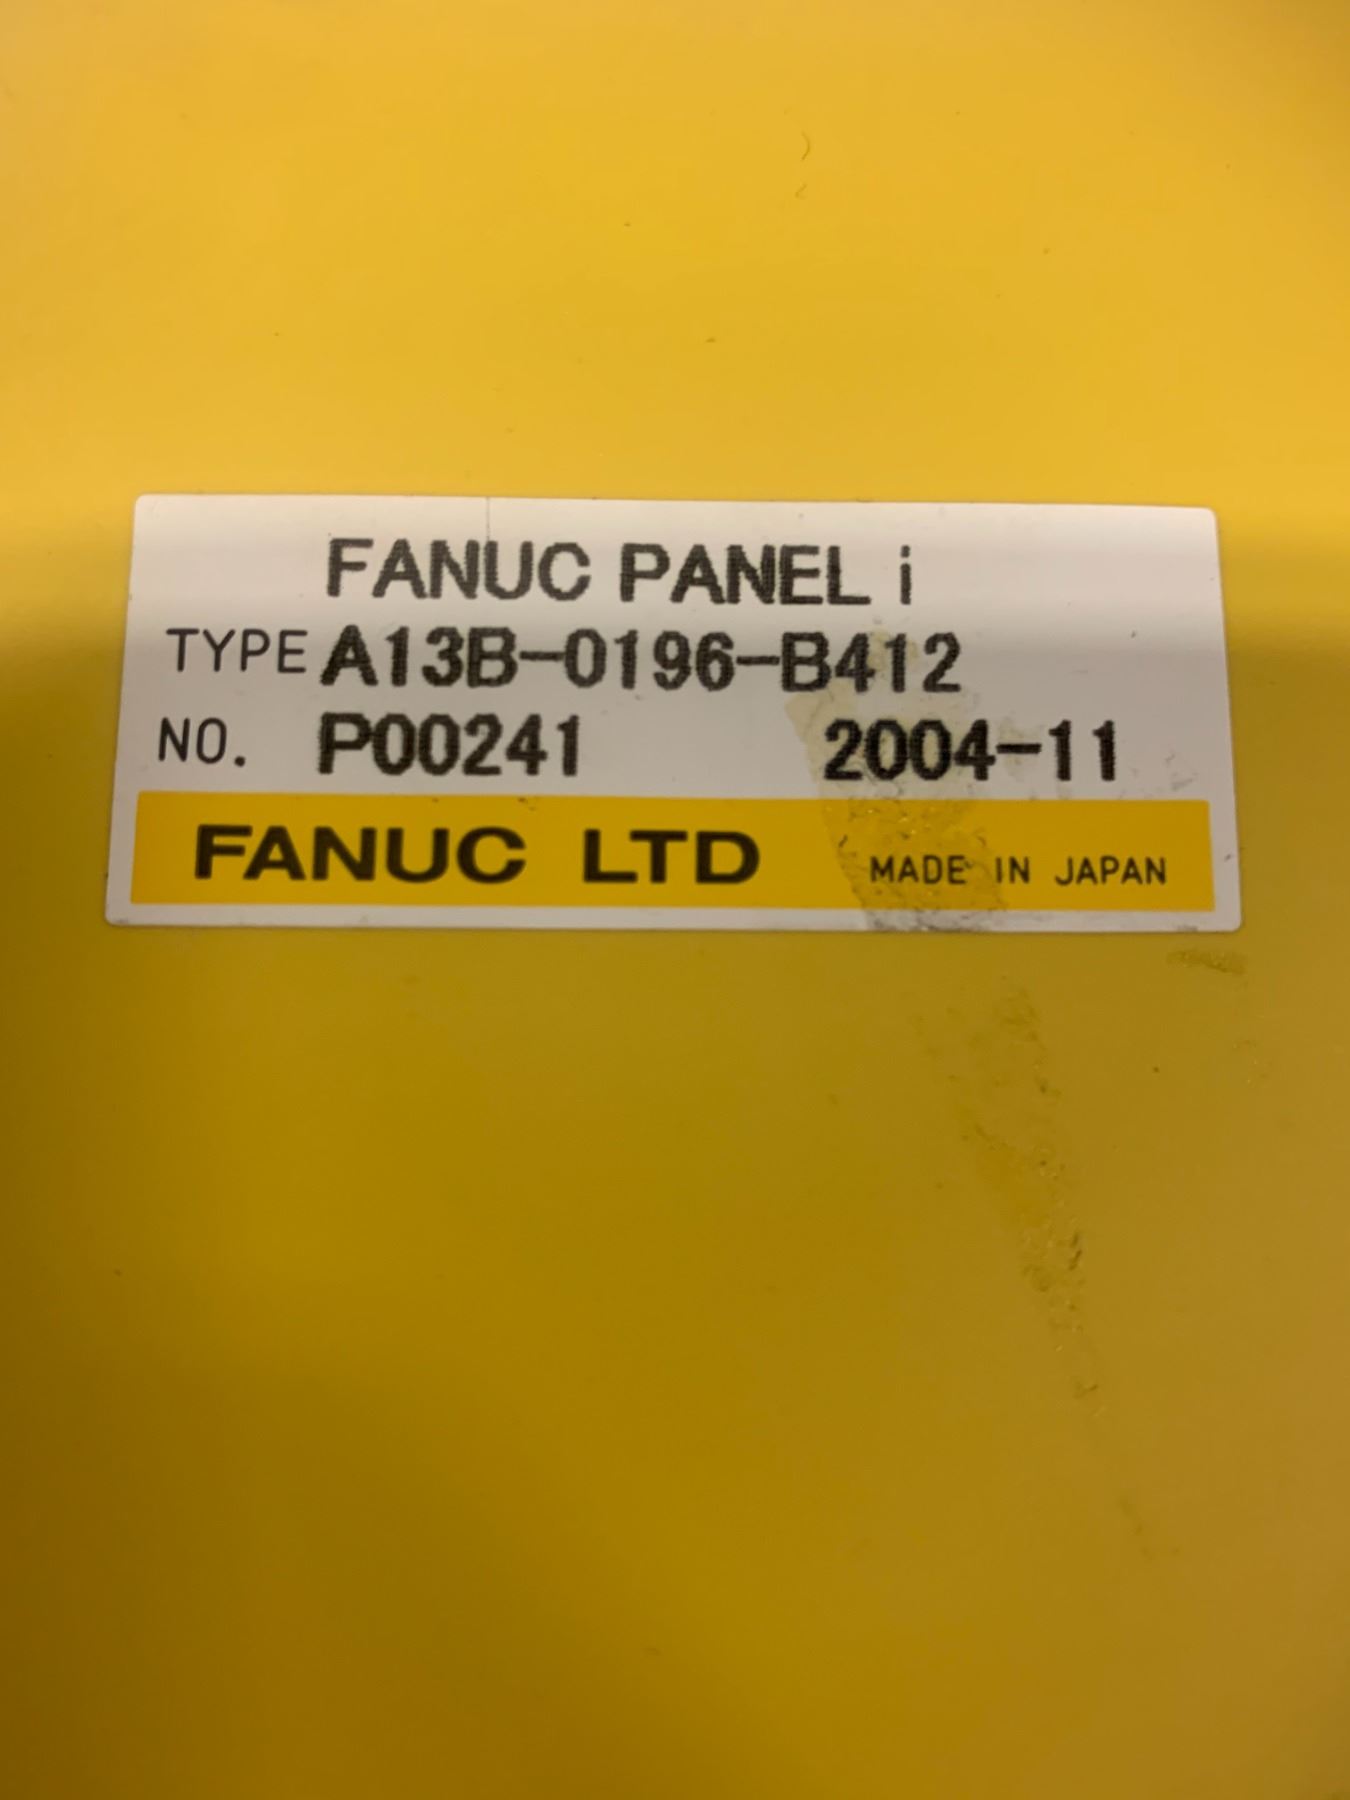 FANUC PANEL i
TYPE A13B-0196-B412
NO. P00241 2004-11
FANUC LTD MADE IN JAPAN